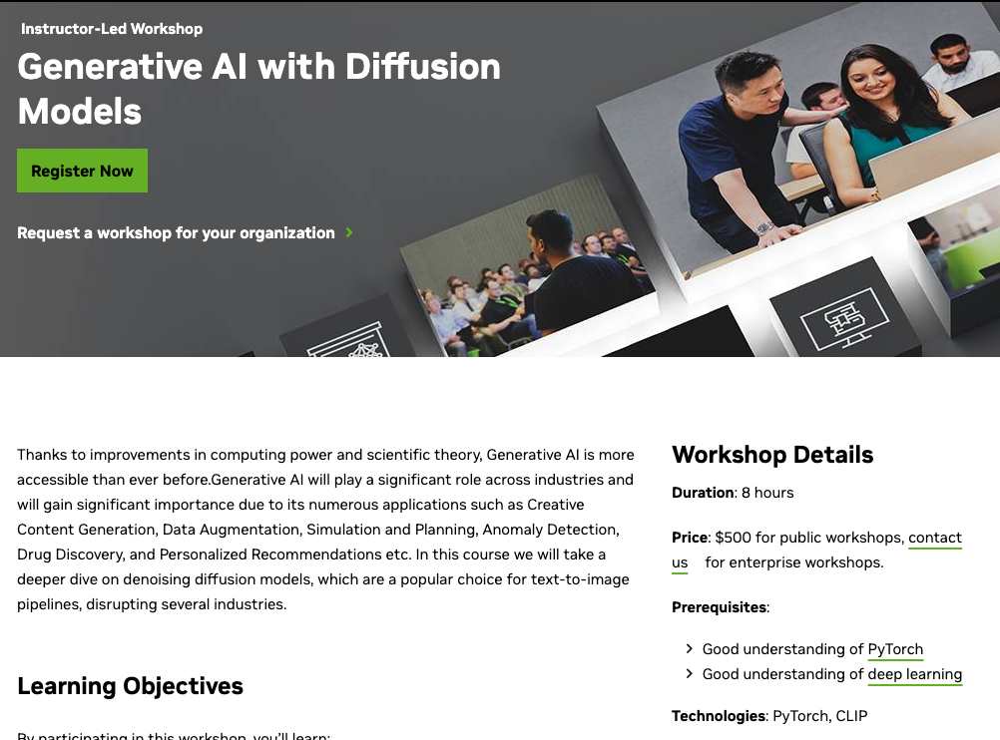 Instructor-Led Workshop
Generative AI with Diffusion
Models
Register Now
Request a workshop for your organization
Thanks to improvements in computing power and scientific theory, Generative AI is more
accessible than ever before.Generative AI will play a significant role across industries and
will gain significant importance due to its numerous applications such as Creative
Content Generation, Data Augmentation, Simulation and Planning, Anomaly Detection,
Drug Discovery, and Personalized Recommendations etc. In this course we will take a
deeper dive on denoising diffusion models, which are a popular choice for text-to-image
pipelines, disrupting several industries.
Learning Objectives
By participating in this workshop, you'll learn:
Workshop Details
Duration: 8 hours
Price: $500 for public workshops, contact
us for enterprise workshops.
Prerequisites:
Good understanding of PyTorch
Good understanding of deep learning
Technologies: PyTorch, CLIP